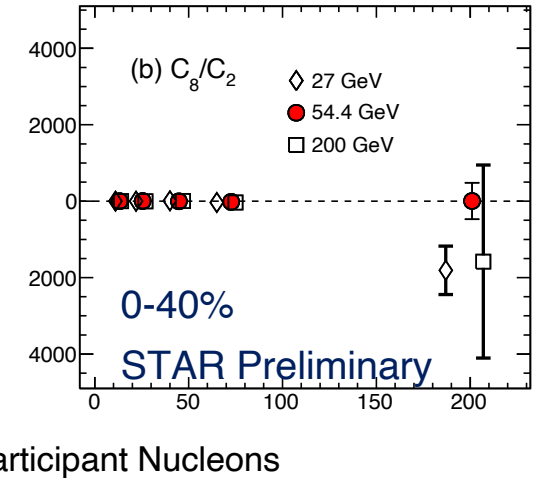 4000
(b) C8/C2
27 GeV
2000
54.4 GeV
200 GeV
0
2000
0-40%
4000
STAR Preliminary
0 50 100 150 200
articipant Nucleons